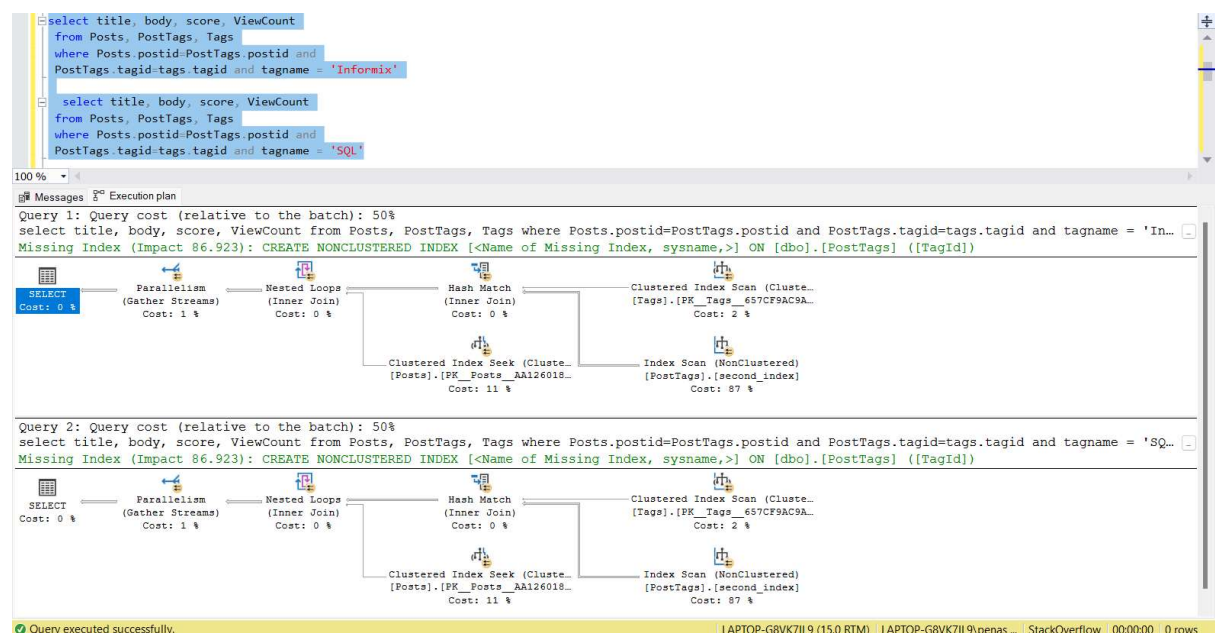 select title, body, score, ViewCount
from Posts, PostTags, Tags
where Posts.postid=PostTags.postid and
PostTags.tagid=tags.tagid and tagname = 'Informix'
select title, body, score, ViewCount
from Posts, PostTags, Tags
where Posts.postid=PostTags.postid and
PostTags.tagid=tags.tagid and tagname = 'SQL'
100 %
Messages Execution plan
Query 1: Query cost (relative to the batch): 50%
select title, body, score, ViewCount from Posts, PostTags, Tags where Posts.postid=PostTags.postid and PostTags.tagid=tags.tagid and tagname = 'In…
Missing Index (Impact 86.923): CREATE NONCLUSTERED INDEX [<Name of Missing Index, sysname,>] ON [dbo].[PostTags] ([TagId])
SELECT
Cost: 0 %
Parallelism
(Gather Streams)
Cost: 1 %
Nested Loops
(Inner Join)
Cost: 0 %
Hash Match
(Inner Join)
Cost: 0 %
Clustered Index Scan (Cluste…
[Tags].[PK__Tags__657CF9AC9A…
Cost: 2 %
Clustered Index Seek (Cluste…
[Posts].[PK__Posts__AA126018…
Cost: 11 %
Index Scan (NonClustered)
[PostTags].[second_index]
Cost: 87 %
Query 2: Query cost (relative to the batch): 50%
select title, body, score, ViewCount from Posts, PostTags, Tags where Posts.postid=PostTags.postid and PostTags.tagid=tags.tagid and tagname = 'SQ…
Missing Index (Impact 86.923): CREATE NONCLUSTERED INDEX [<Name of Missing Index, sysname,>] ON [dbo].[PostTags] ([TagId])
SELECT
Cost: 0 %
Parallelism
(Gather Streams)
Cost: 1 %
Nested Loops
(Inner Join)
Cost: 0 %
Hash Match
(Inner Join)
Cost: 0 %
Clustered Index Scan (Cluste…
[Tags].[PK__Tags__657CF9AC9A…
Cost: 2 %
Clustered Index Seek (Cluste…
[Posts].[PK__Posts__AA126018…
Cost: 11 %
Index Scan (NonClustered)
[PostTags].[second_index]
Cost: 87 %
Query executed successfully.
(15.0 RTM) StackOverflow 00:00:00 0 rows